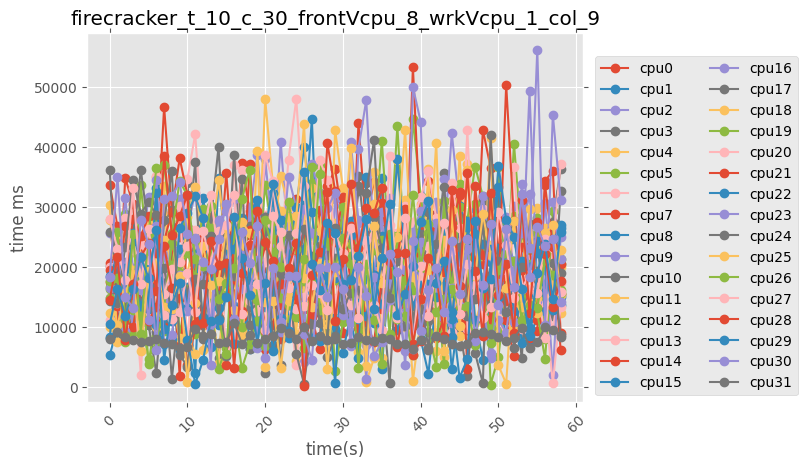 firecracker_t_10_c_30_frontVcpu_8_wrkVcpu_1_col_9
time ms
50000
40000
30000
20000
10000
0
0
10
20
30
40
50
60
time(s)
cpu0
cpu1
cpu2
cpu3
cpu4
cpu5
cpu6
cpu7
cpu8
cpu9
cpu10
cpu11
cpu12
cpu13
cpu14
cpu15
cpu16
cpu17
cpu18
cpu19
cpu20
cpu21
cpu22
cpu23
cpu24
cpu25
cpu26
cpu27
cpu28
cpu29
cpu30
cpu31